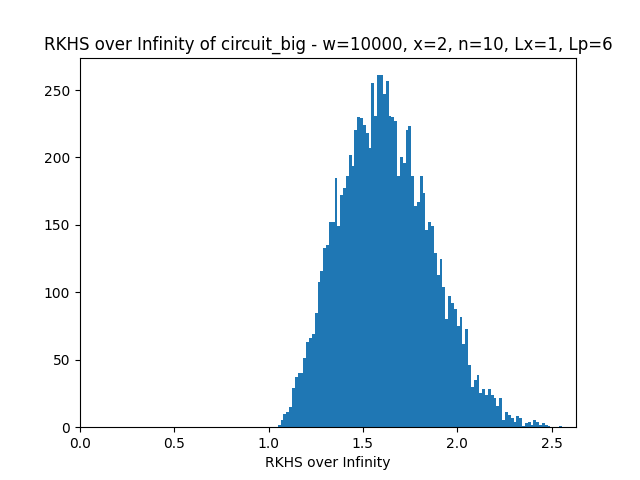 RKHS over Infinity of circuit_big - w=10000, x=2, n=10, Lx=1, Lp=6
250
200
150
100
50
0
0.0 0.5 1.0 1.5 2.0 2.5
RKHS over Infinity